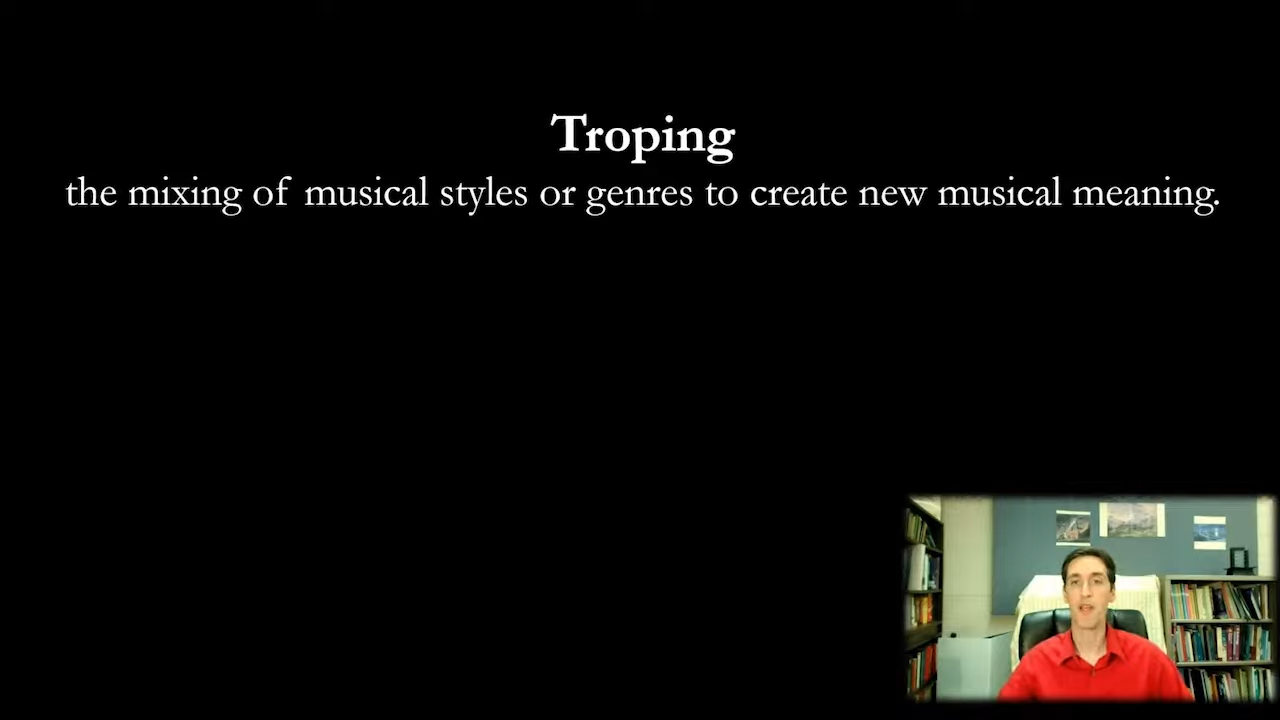 Troping
the mixing of musical styles or genres to create new musical meaning.